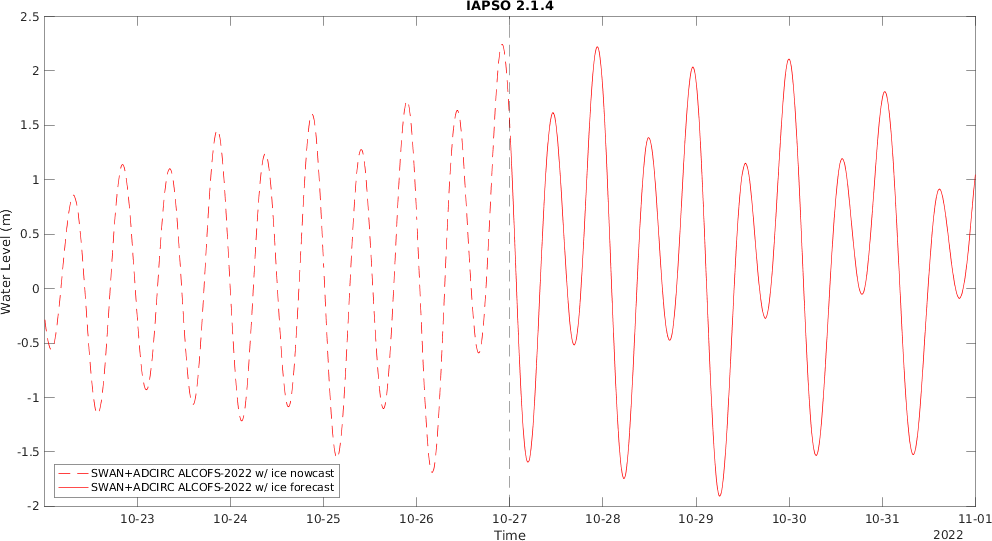 IAPSO 2.1.4
2.5
2
1.5
1
0.5
0
-0.5
-1
-1.5
-2
Water Level (m)
SWAN+ADCIRC ALCOFS-2022 w/ ice nowcast
SWAN+ADCIRC ALCOFS-2022 w/ ice forecast
10-23 10-24 10-25 10-26 10-27 10-28 10-29 10-30 10-31 11-01
Time
2022